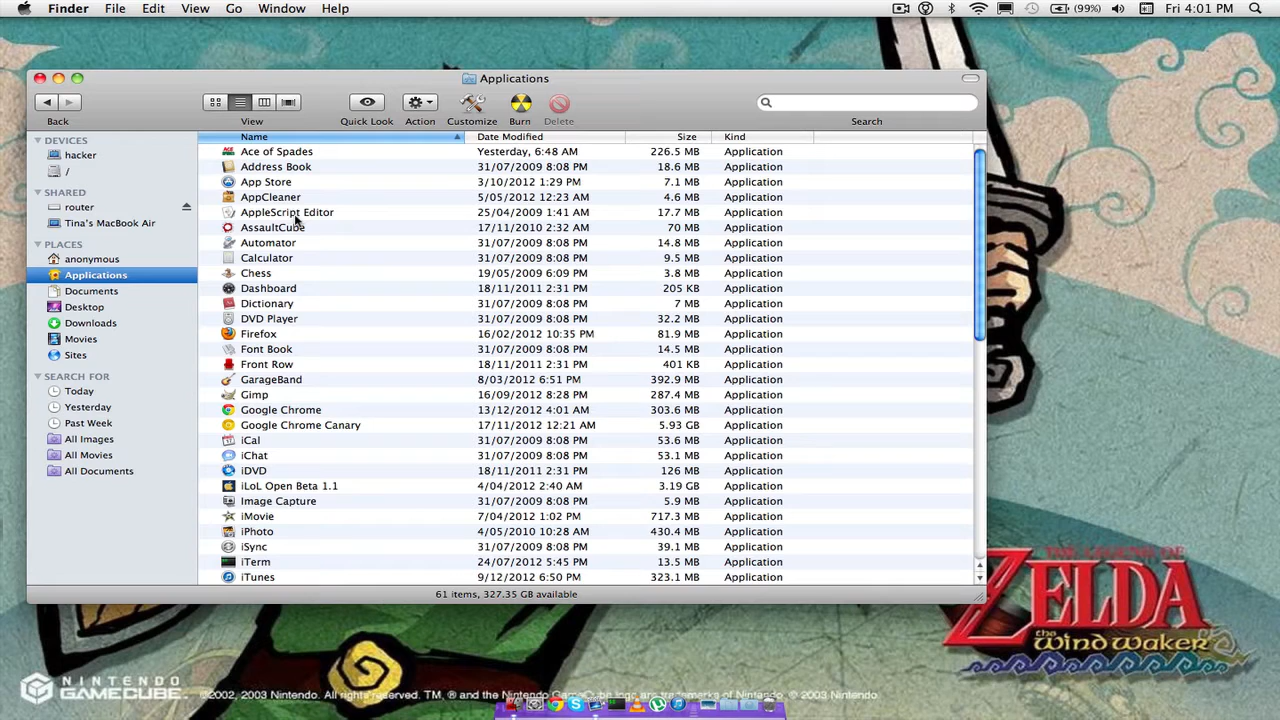 Finder File Edit View Go Window Help (99%) Fri 4:01 PM
Applications
Back View Quick Look Action Customize Burn Delete Search
Name Date Modified Size Kind
DEVICES
hacker
/
SHARED
router
Tina's MacBook Air
PLACES
anonymous
Applications
Documents
Desktop
Downloads
Movies
Sites
SEARCH FOR
Today
Yesterday
Past Week
All Images
All Movies
All Documents
Ace of Spades Yesterday, 6:48 AM 226.5 MB Application
Address Book 31/07/2009 8:08 PM 18.6 MB Application
App Store 3/10/2012 1:29 PM 7.1 MB Application
AppCleaner 5/05/2012 12:23 AM 4.6 MB Application
AppleScript Editor 25/04/2009 1:41 AM 17.7 MB Application
AssaultCube 17/11/2010 2:32 AM 70 MB Application
Automator 31/07/2009 8:08 PM 14.8 MB Application
Calculator 31/07/2009 8:08 PM 9.5 MB Application
Chess 19/05/2009 6:09 PM 3.8 MB Application
Dashboard 18/11/2011 2:31 PM 205 KB Application
Dictionary 31/07/2009 8:08 PM 7 MB Application
DVD Player 31/07/2009 8:08 PM 32.2 MB Application
Firefox 16/02/2012 10:35 PM 81.9 MB Application
Font Book 31/07/2009 8:08 PM 14.5 MB Application
Front Row 18/11/2011 2:31 PM 401 KB Application
GarageBand 8/03/2012 6:51 PM 392.9 MB Application
Gimp 16/09/2012 8:28 PM 287.4 MB Application
Google Chrome 13/12/2012 4:01 AM 303.6 MB Application
Google Chrome Canary 17/11/2012 12:21 AM 5.93 GB Application
iCal 31/07/2009 8:08 PM 53.6 MB Application
iChat 31/07/2009 8:08 PM 53.1 MB Application
iDVD 18/11/2011 2:31 PM 126 MB Application
iLoL Open Beta 1.1 4/04/2012 2:40 AM 3.19 GB Application
Image Capture 31/07/2009 8:08 PM 5.9 MB Application
iMovie 7/04/2012 1:02 PM 717.3 MB Application
iPhoto 4/05/2010 10:28 AM 430.4 MB Application
iSync 31/07/2009 8:08 PM 39.1 MB Application
iTerm 24/07/2012 5:45 PM 13.5 MB Application
iTunes 9/12/2012 6:50 PM 323.1 MB Application
61 items, 327.35 GB available
THE LEGEND OF
ZELDA
the Wind Waker
NINTENDO
GAMECUBE.
©2002, 2003 Nintendo. All rights reserved. TM, ® and the Nintendo GameCube logo are trademarks of Nintendo. © 2003 Nintendo.